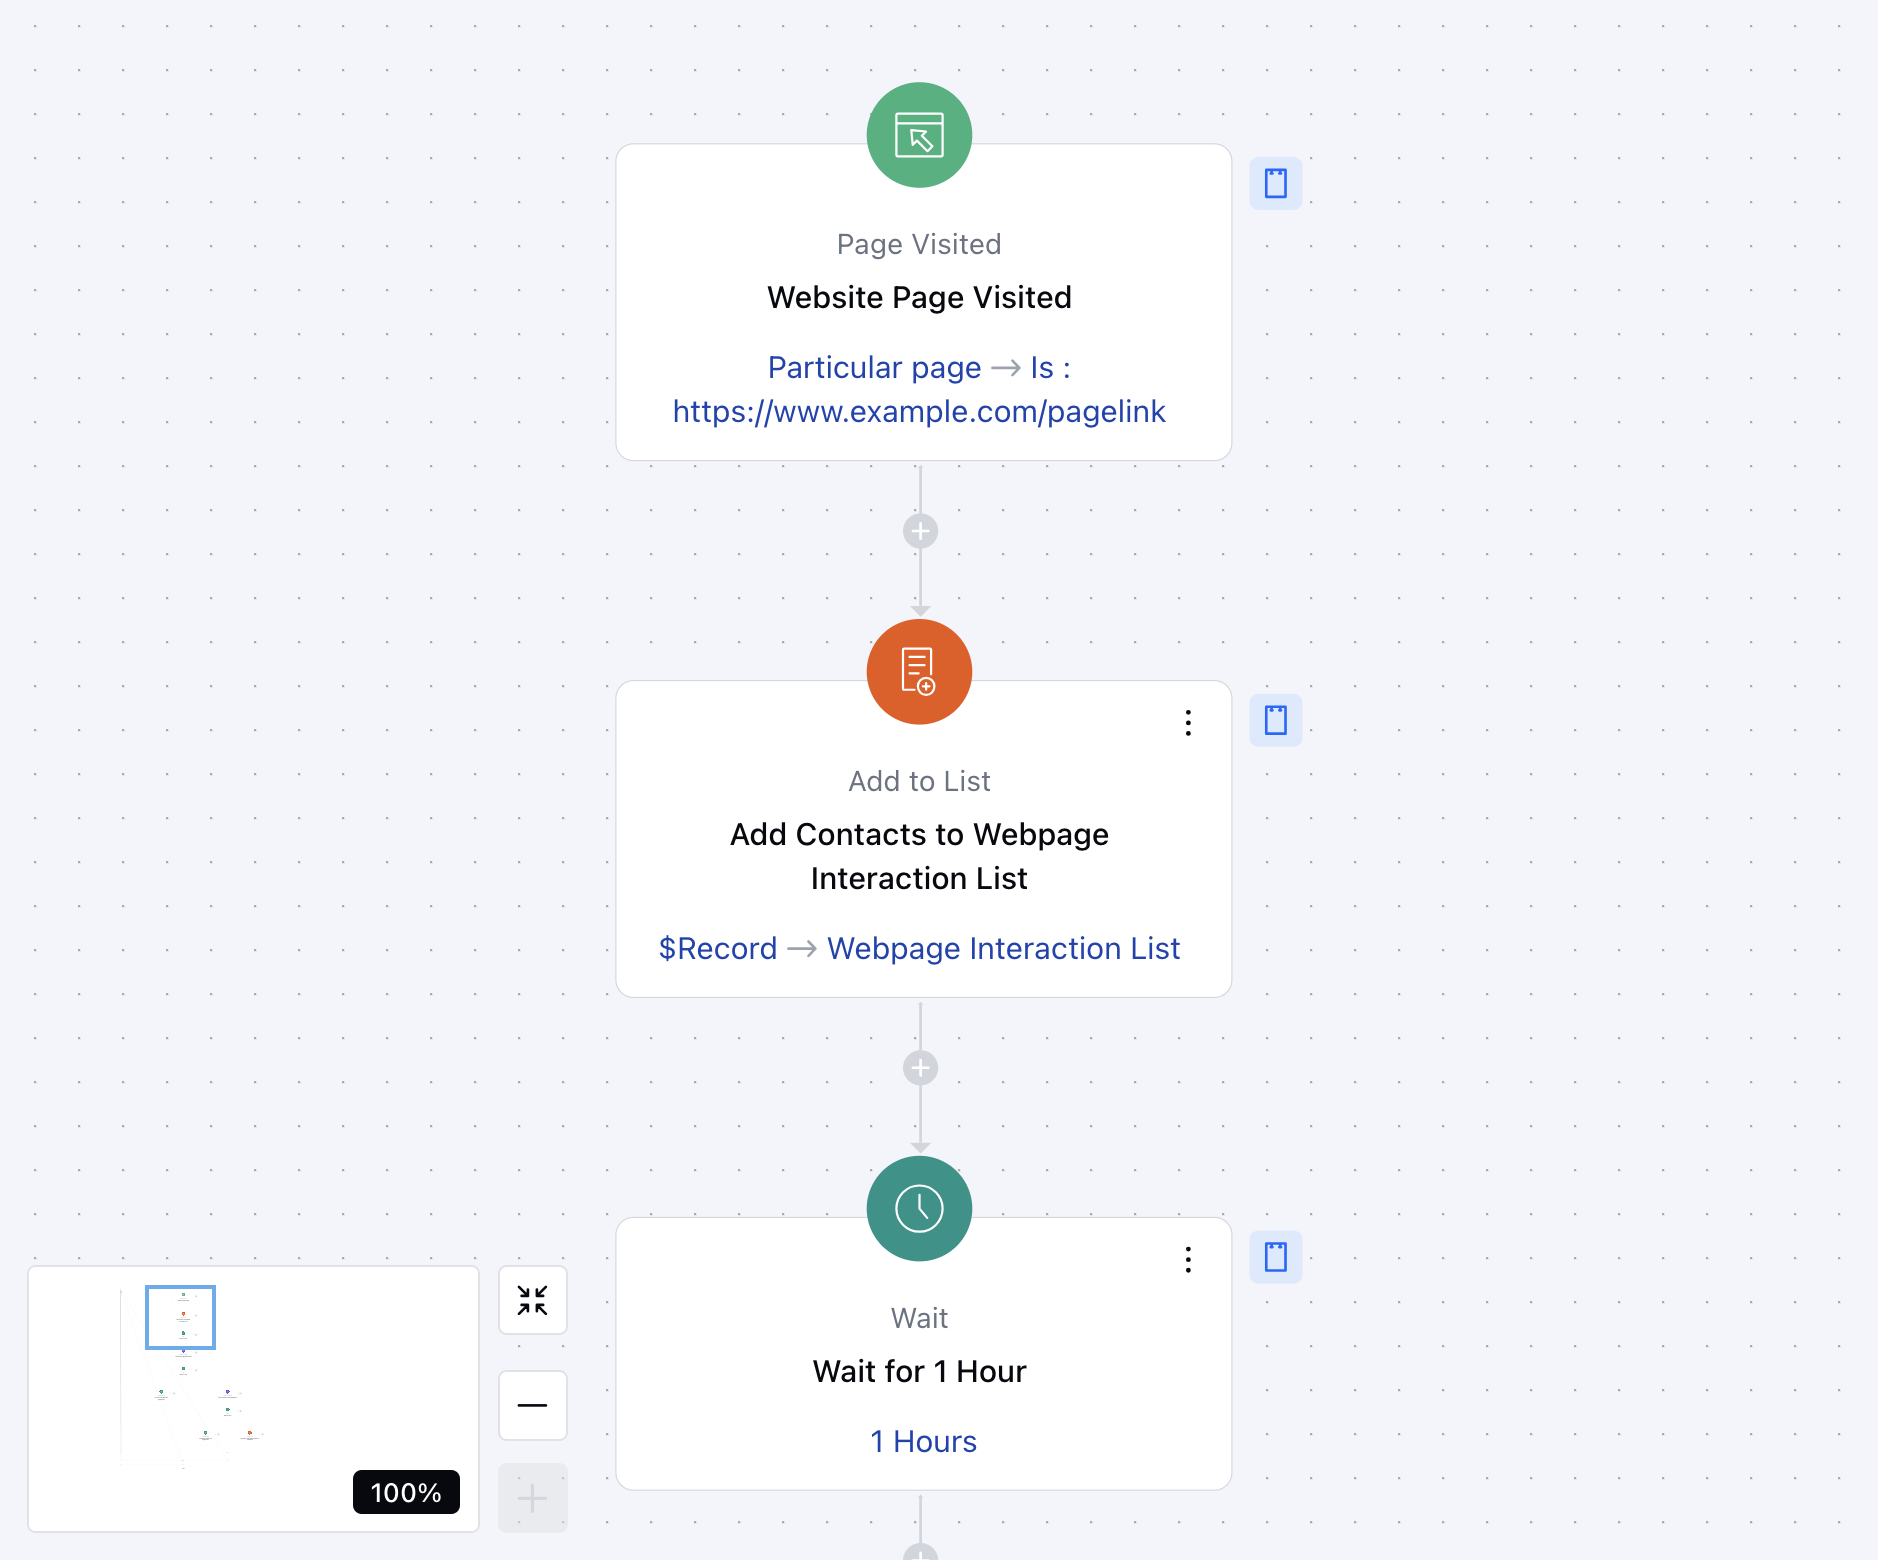 Page Visited
Website Page Visited
Particular page → Is :
https://www.example.com/pagelink
Add to List
Add Contacts to Webpage
Interaction List
$Record → Webpage Interaction List
Wait
Wait for 1 Hour
1 Hours
100%